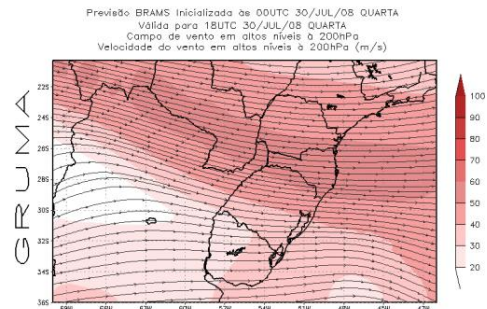 Previsão BRAMS Inicializada às 00UTC 30/JUL/08 QUARTA
Válida para 18UTC 30/JUL/08 QUARTA
Campo de vento em altos níveis à 200hPa
Velocidade do vento em altos níveis à 200hPa (m/s)
GRUMA
22S
24S
26S
28S
30S
32S
34S
36S
100
90
80
70
60
50
40
30
20
57W
54W